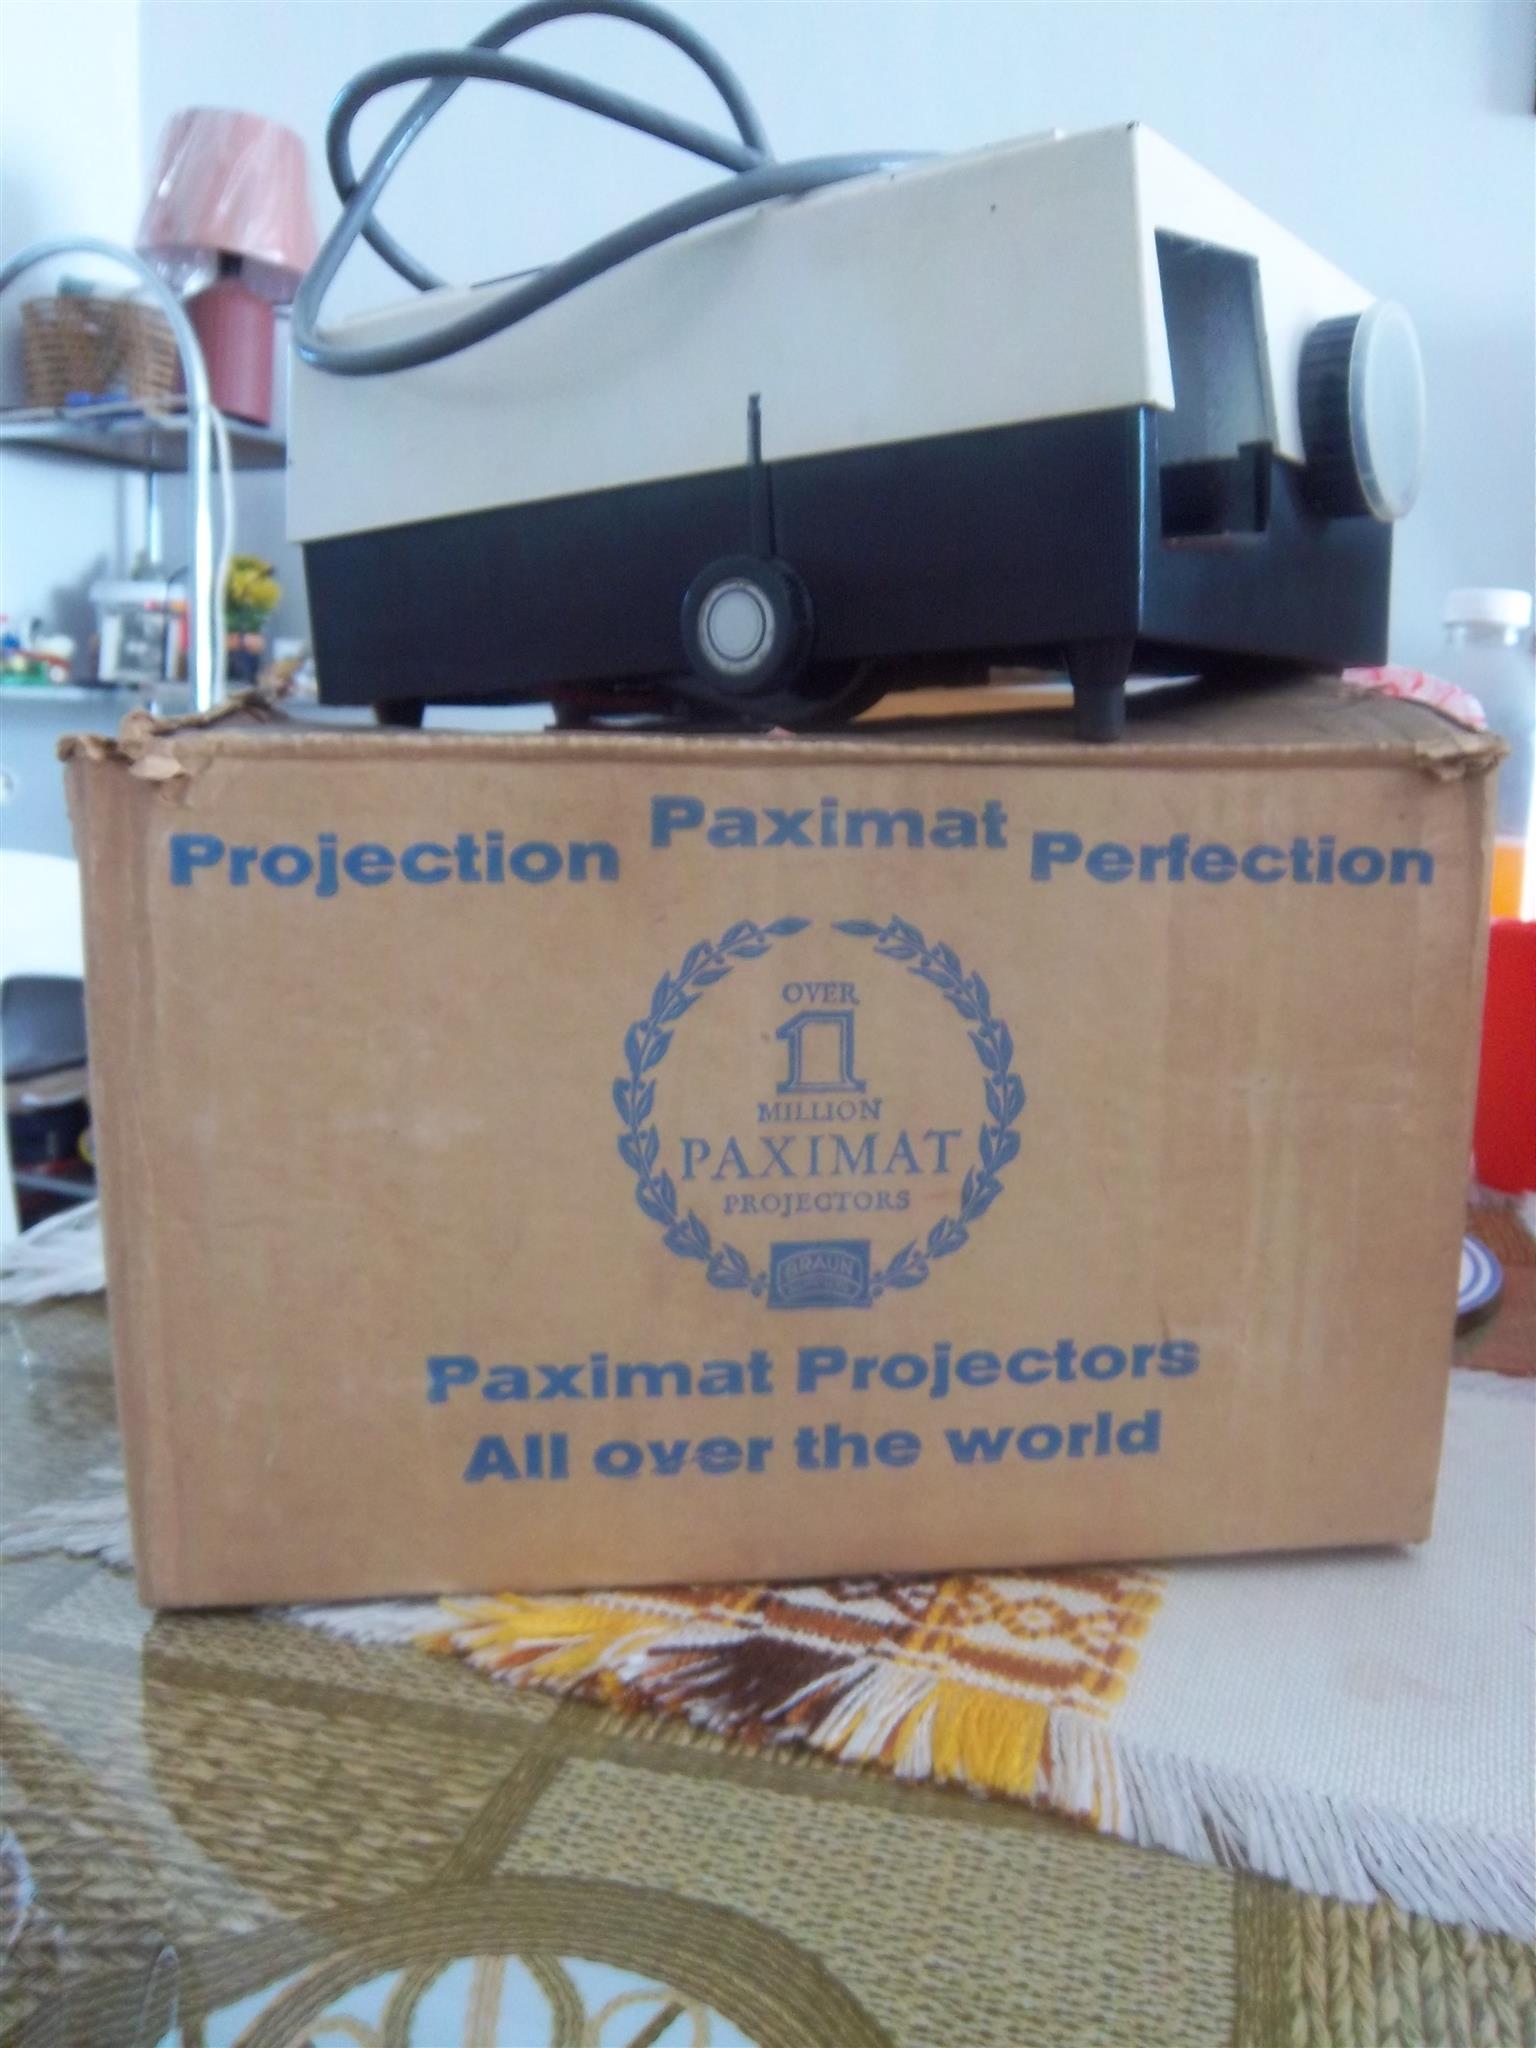 Projection Paximat Perfection
OVER
1
MILLION
PAXIMAT
PROJECTORS
BRAUN
Paximat Projectors
All over the world